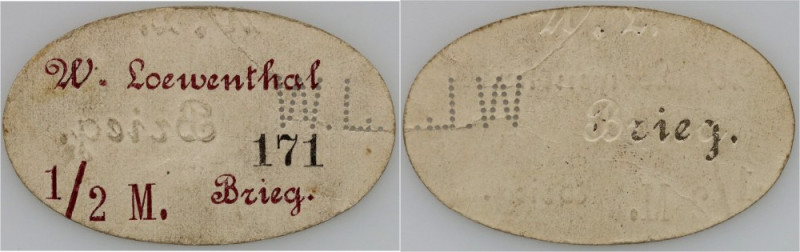 W. Loewenthal
W.L.
171
1/2 M. Brieg.
W. L.
Brieg.